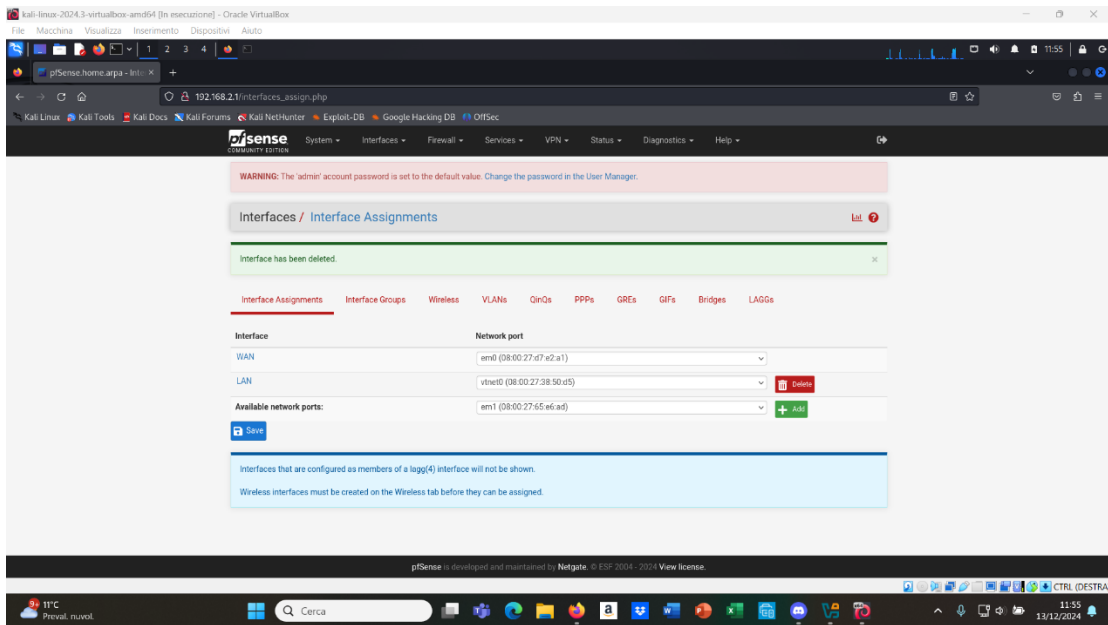 kali-linux-2024.3-virtualbox-amd64 [In esecuzione] - Oracle VirtualBox
File Macchina Visualizza Inserimento Dispositivi Aiuto
1 2 3 4 11:55
pfSense.home.arpa - Inte
192.168.2.1/interfaces_assign.php
Kali Linux Kali Tools Kali Docs Kali Forums Kali NetHunter Exploit-DB Google Hacking DB OffSec
pfsense System Interfaces Firewall Services VPN Status Diagnostics Help
COMMUNITY EDITION
WARNING: The 'admin' account password is set to the default value. Change the password in the User Manager.
Interfaces / Interface Assignments
Interface has been deleted.
Interface Assignments Interface Groups Wireless VLANs QinQs PPPs GREs GIFs Bridges LAGGs
Interface Network port
WAN em0 (08:00:27:d7:e2:a1)
LAN vtnet0 (08:00:27:38:50:d5) Delete
Available network ports: em1 (08:00:27:65:e6:ad) Add
Save
Interfaces that are configured as members of a lagg(4) interface will not be shown.
Wireless interfaces must be created on the Wireless tab before they can be assigned.
pfSense is developed and maintained by Netgate. © ESF 2004 - 2024 View license.
CTRL (DESTRA
9+ 11°C
Preval. nuvol.
Cerca
11:55
13/12/2024